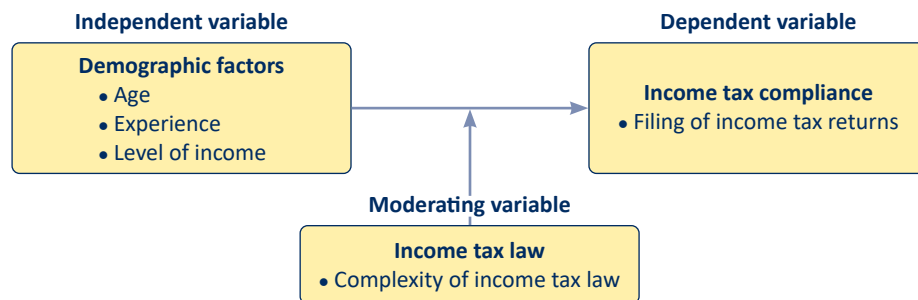 Independent variable
Demographic factors
• Age
• Experience
• Level of income
Dependent variable
Income tax compliance
• Filing of income tax returns
Moderating variable
Income tax law
• Complexity of income tax law